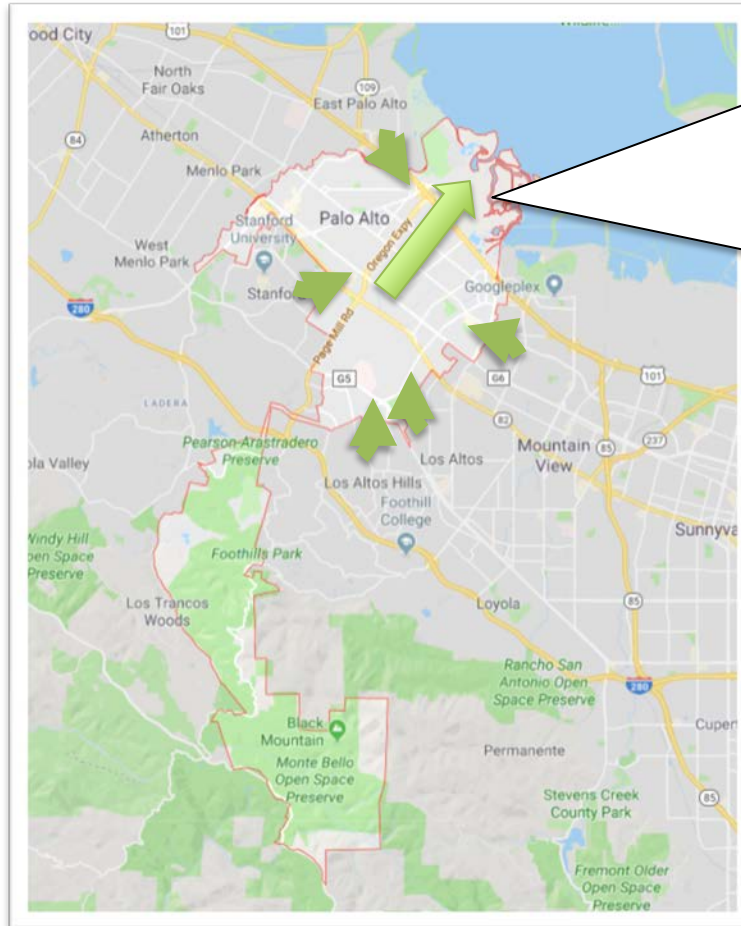 ood City
101
North
Fair Oaks
109
East Palo Alto
84
Atherton
Menlo Park
Palo Alto
Stanford
University
Oregon Expy
West
Menlo Park
Googleplex
280
Page Mill Rd
G5
G6
101
LADERA
82
Pearson-Arastradero
Preserve
Mountain
View
85
237
ola Valley
Los Altos
Los Altos Hills
Foothill
College
Sunnyva
Windy Hill
pen Space
Preserve
Foothills Park
Los Trancos
Woods
Loyola
85
Rancho San
Antonio Open
Space Preserve
280
Black
Mountain
Cuper
Monte Bello
Open Space
Preserve
Permanente
Stevens Creek
County Park
85
Fremont Older
Open Space
Preserve